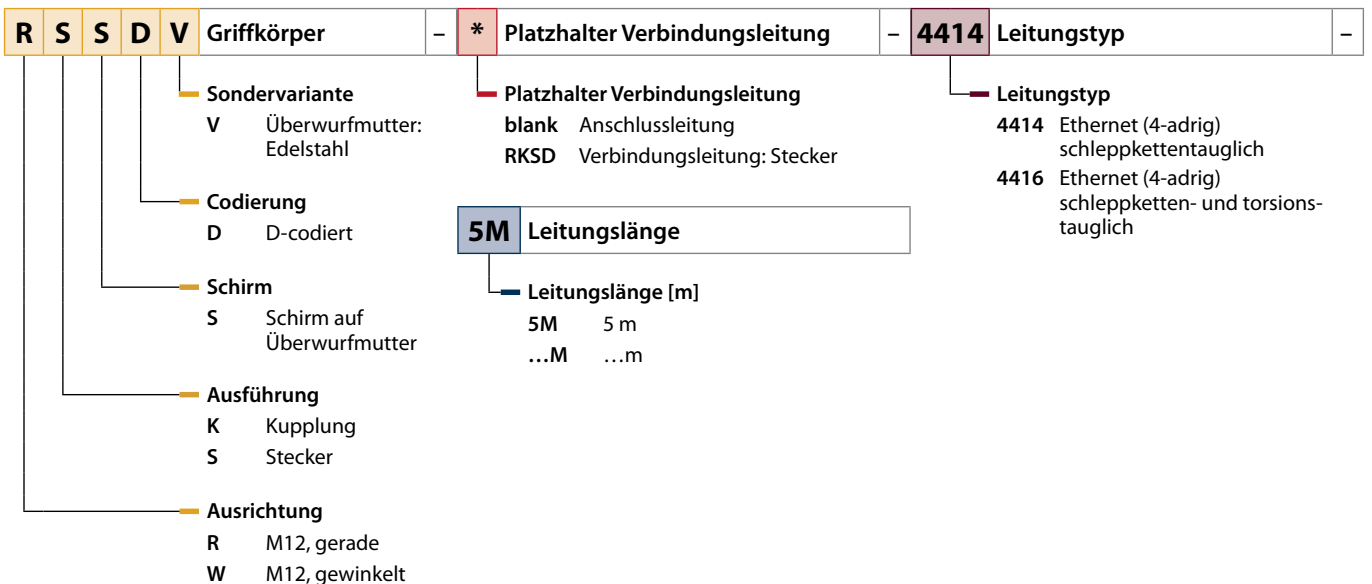 R S S D V Griffkörper – * Platzhalter Verbindungsleitung – 4414 Leitungstyp –
Sondervariante
V Überwurfmutter:
Edelstahl
Codierung
D D-codiert
Schirm
S Schirm auf
Überwurfmutter
Ausführung
K Kupplung
S Stecker
Ausrichtung
R M12, gerade
W M12, gewinkelt
Platzhalter Verbindungsleitung
blank Anschlussleitung
RKSD Verbindungsleitung: Stecker
5M Leitungslänge
Leitungslänge [m]
5M 5 m
…M …m
Leitungstyp
4414 Ethernet (4-adrig)
schleppkettentauglich
4416 Ethernet (4-adrig)
schleppketten- und torsions-
tauglich